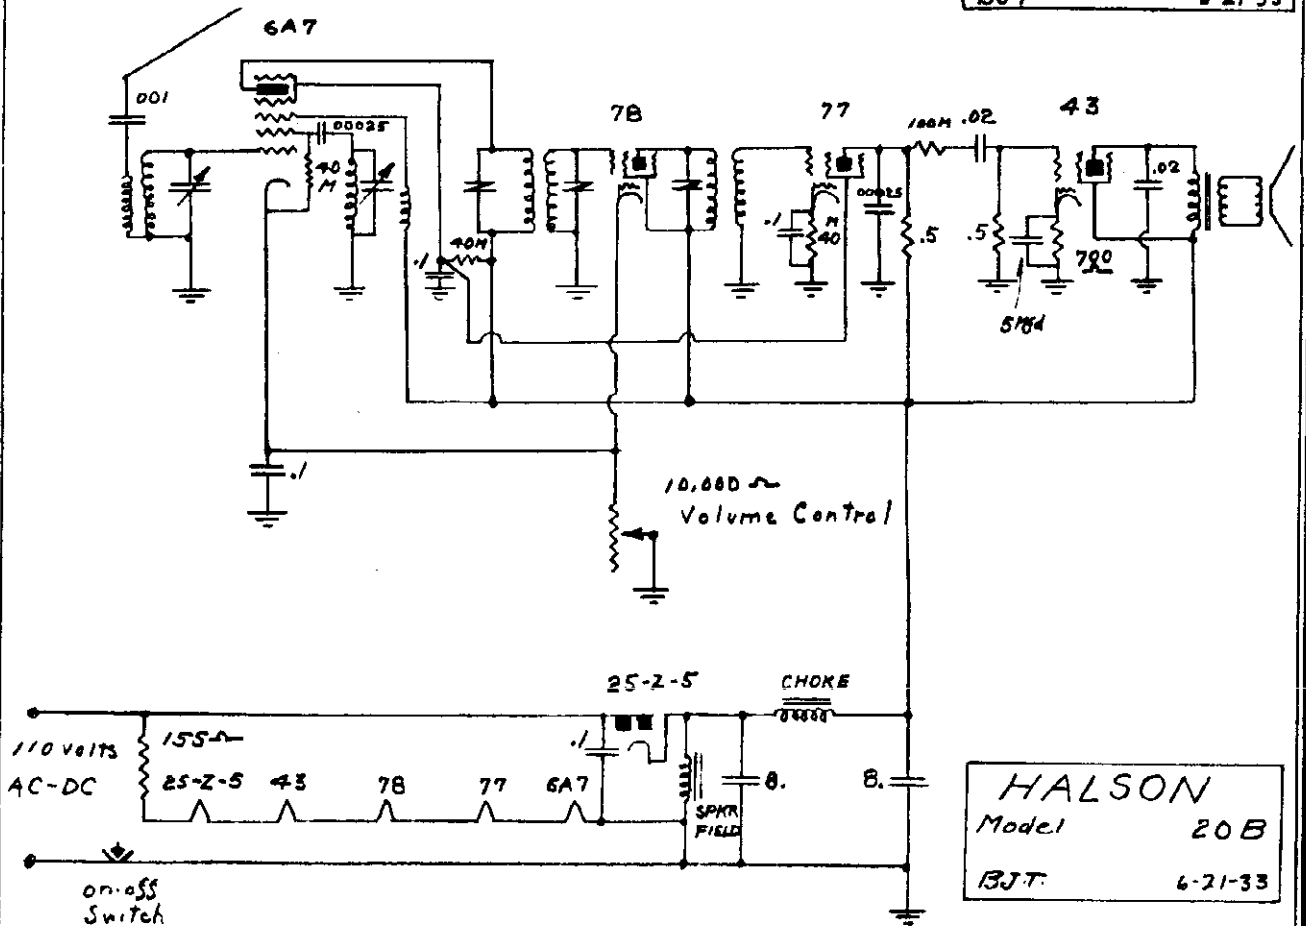 6A7
001
00025
40
M
78
77
43
100M
.02
.02
.1
40M
.1
M
40
00025
.5
.5
700
5 Mfd
.1
10,000
Volume Control
25-Z-5
CHOKE
110 volts
AC-DC
155
.1
25-Z-5 43 78 77 6A7
8.
8.
SPKR
FIELD
on-off
Switch
HALSON
Model 20B
BJT. 6-21-33